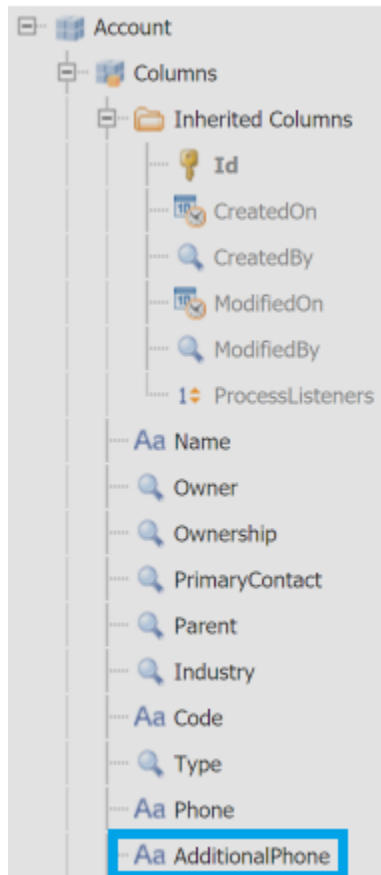 Account
Columns
Inherited Columns
Id
CreatedOn
CreatedBy
ModifiedOn
ModifiedBy
1 ProcessListeners
Aa Name
Owner
Ownership
PrimaryContact
Parent
Industry
Aa Code
Type
Aa Phone
Aa AdditionalPhone